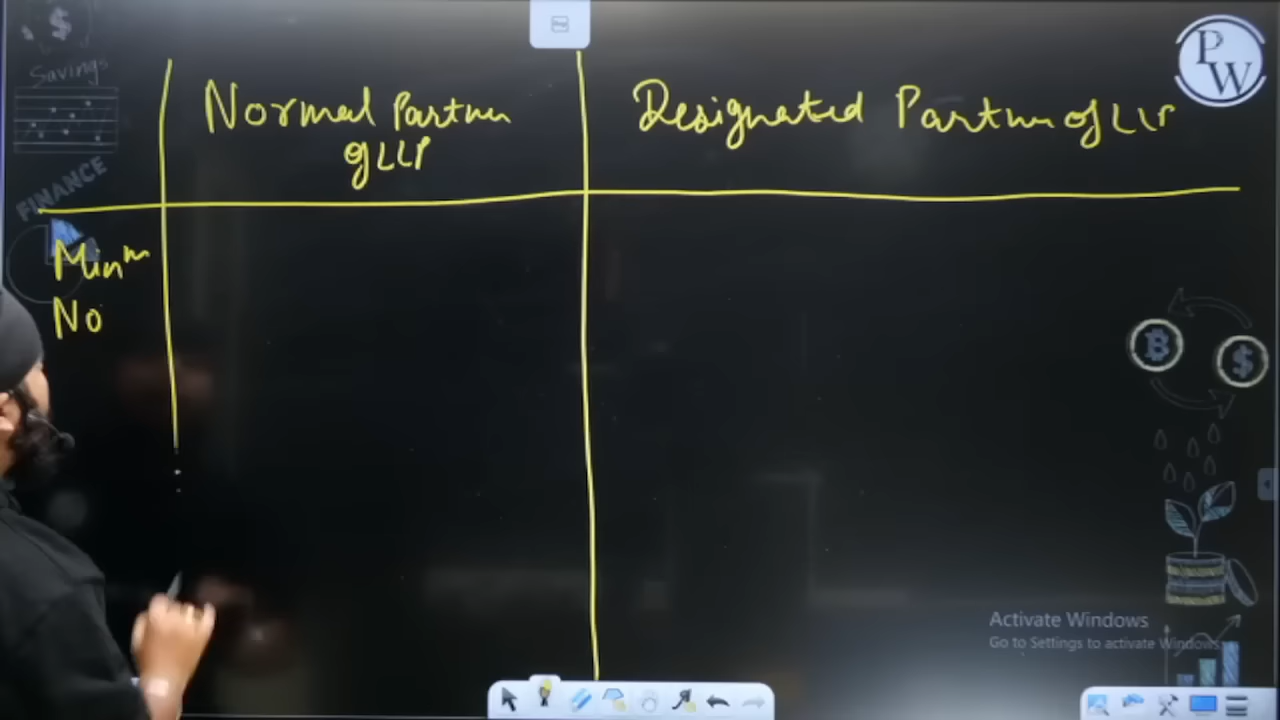 Savings
FINANCE
PW
Normal Partner
of LLP
Designated Partner of LLP
Minm
No
Activate Windows
Go to Settings to activate Windows.